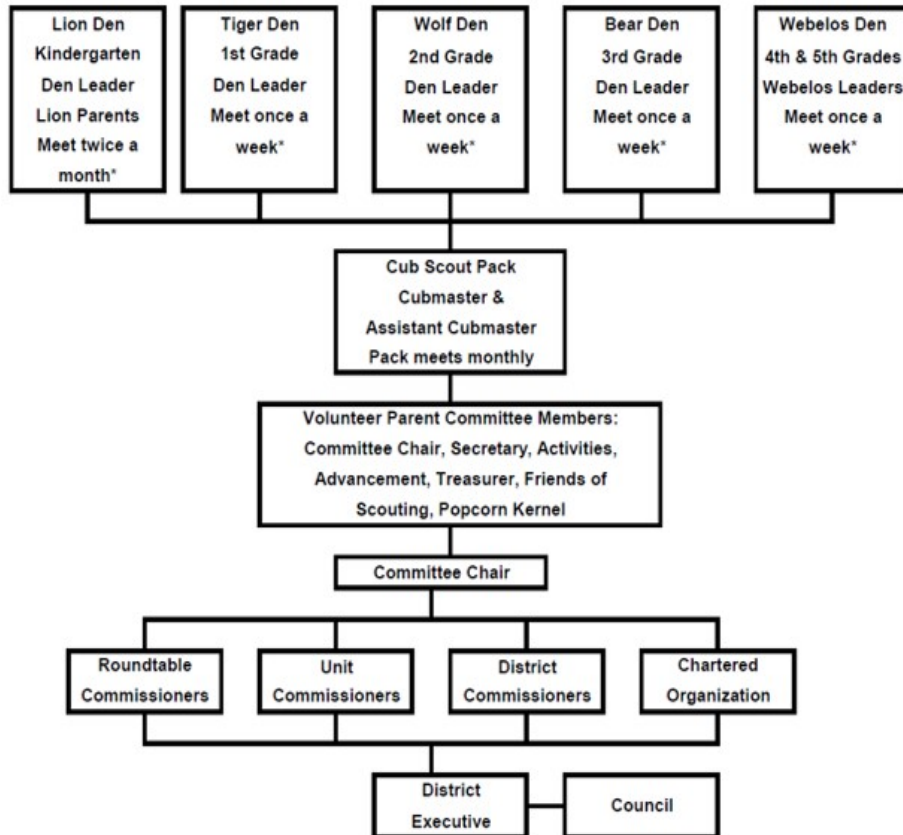 Lion Den
Kindergarten
Den Leader
Lion Parents
Meet twice a
month*
Tiger Den
1st Grade
Den Leader
Meet once a
week*
Wolf Den
2nd Grade
Den Leader
Meet once a
week*
Bear Den
3rd Grade
Den Leader
Meet once a
week*
Webelos Den
4th & 5th Grades
Webelos Leaders
Meet once a
week*
Cub Scout Pack
Cubmaster &
Assistant Cubmaster
Pack meets monthly
Volunteer Parent Committee Members:
Committee Chair, Secretary, Activities,
Advancement, Treasurer, Friends of
Scouting, Popcorn Kernel
Committee Chair
Roundtable
Commissioners
Unit
Commissioners
District
Commissioners
Chartered
Organization
District
Executive
Council